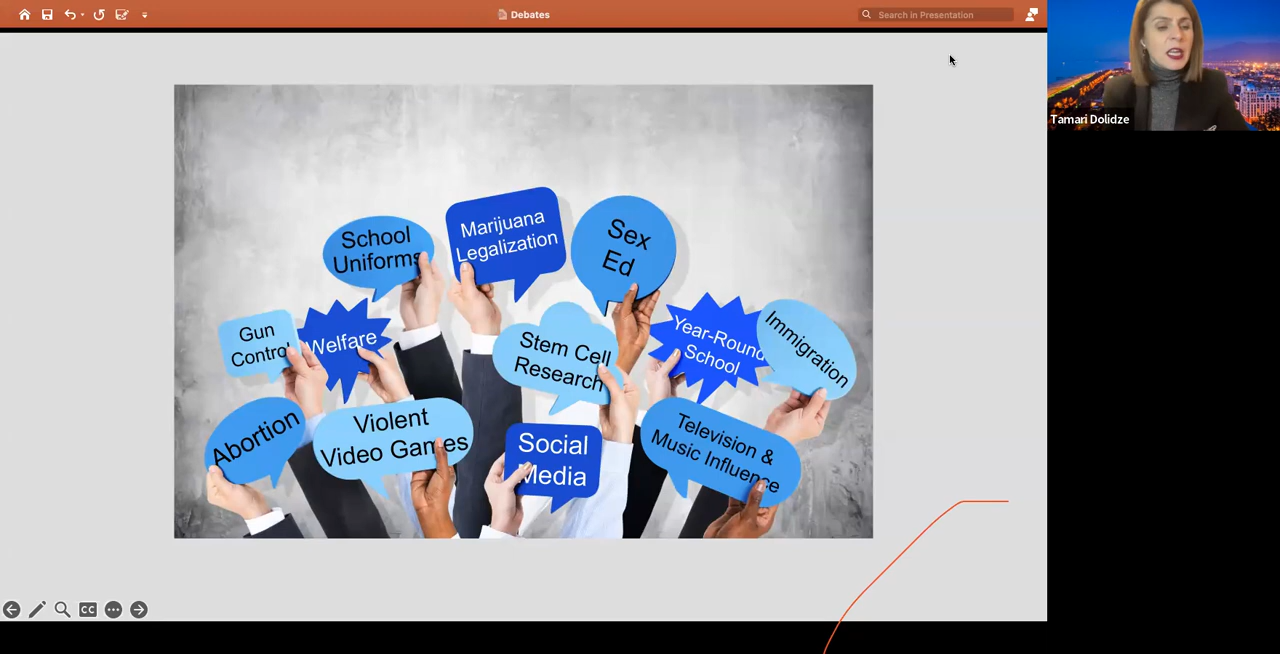 Debates
Search in Presentation
Tamari Dolidze
School
Uniforms
Marijuana
Legalization
Sex
Ed
Gun
Control
Welfare
Stem Cell
Research
Year-Round
School
Immigration
Abortion
Violent
Video Games
Social
Media
Television &
Music Influence
CC